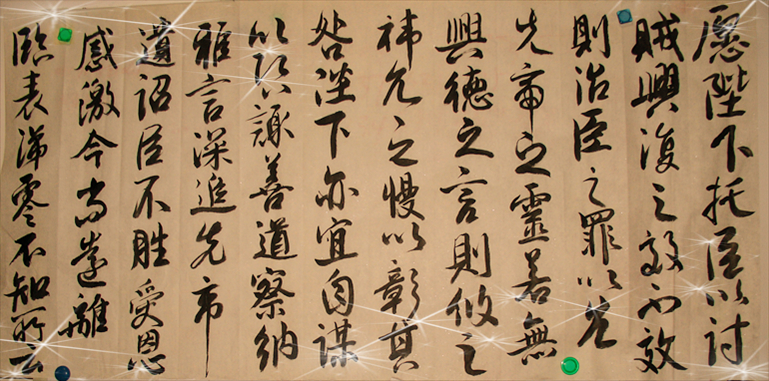 愿陛下托臣以討
賊興復之效不效
則治臣之罪以告
先帝之靈若無
興德之言則攸之
禕允之慢以彰其
咎陛下亦宜自謀
以諮諏善道察納
雅言深追先帝
遺詔臣不胜受恩
感激今當遠離
臨表涕零不知所云